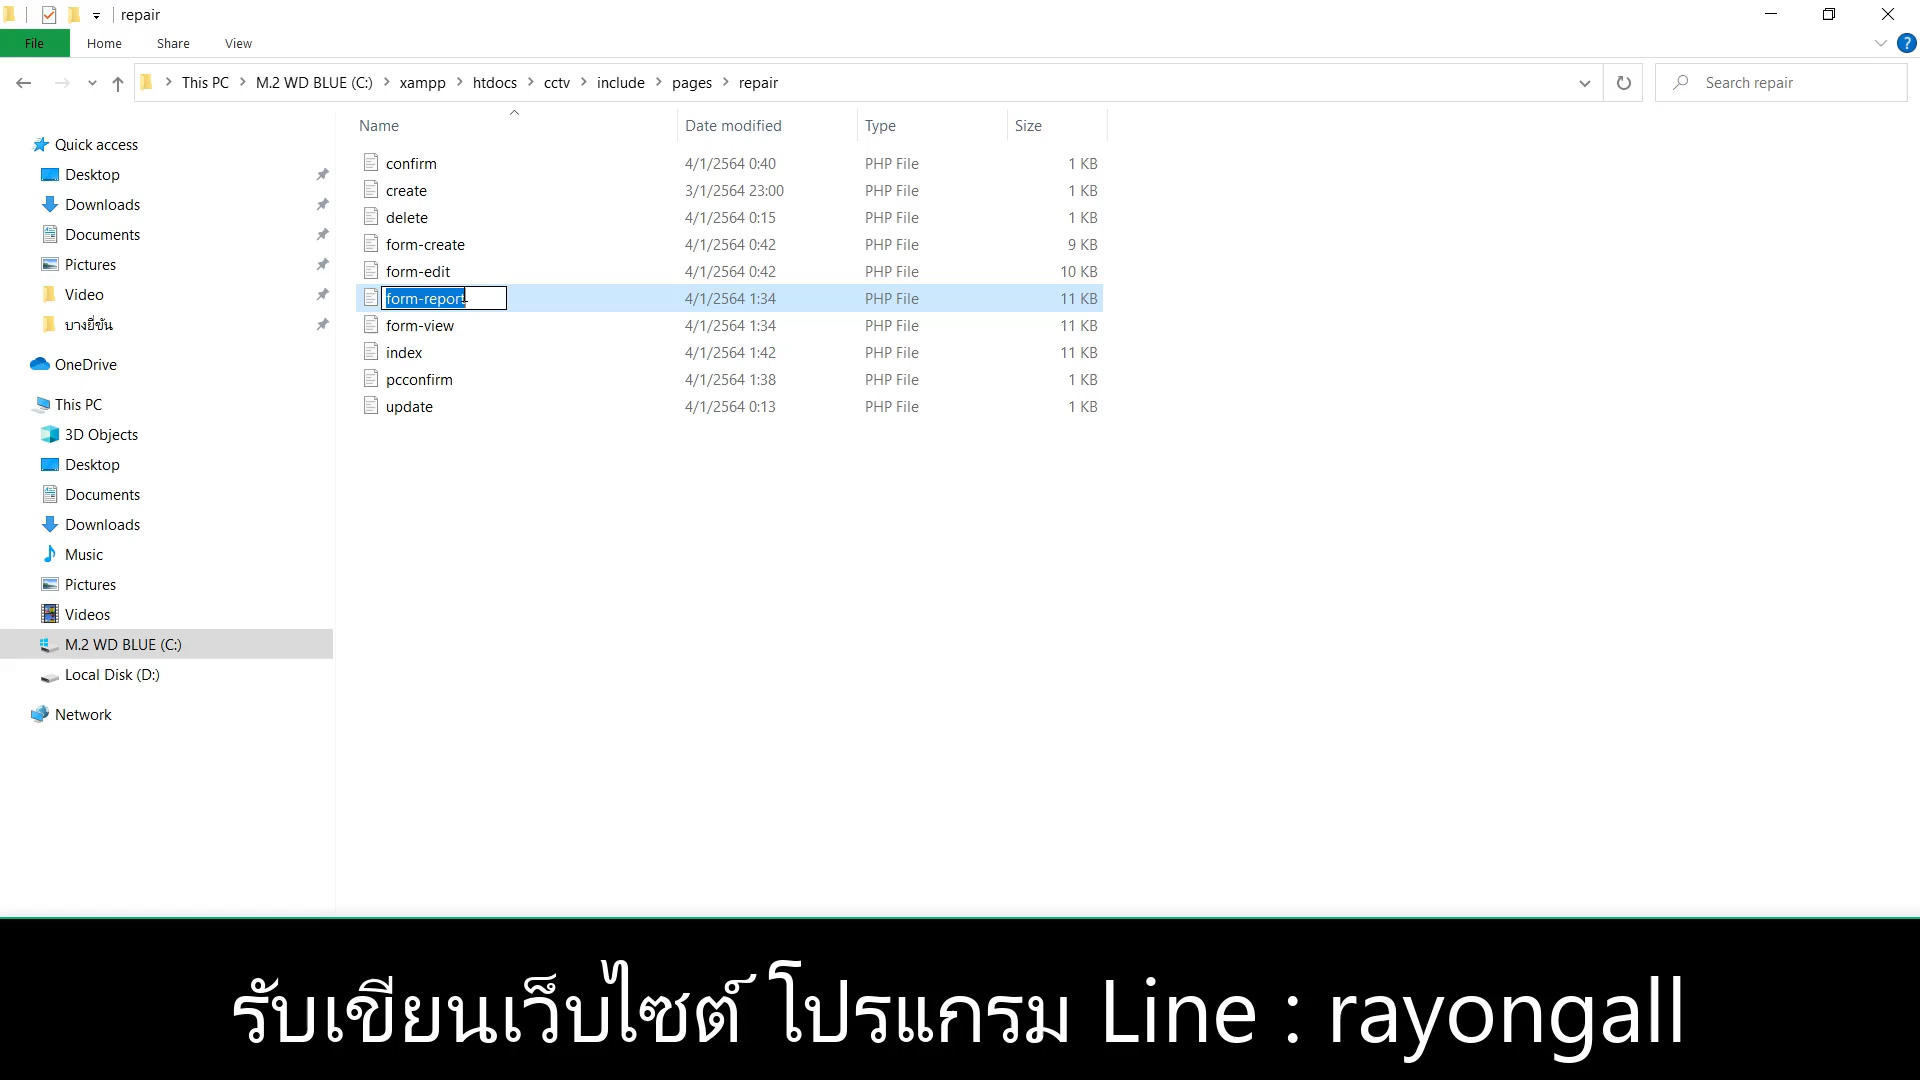 repair
File Home Share View
This PC M.2 WD BLUE (C:) xampp htdocs cctv include pages repair
Search repair
Quick access
Desktop
Downloads
Documents
Pictures
Video
บางยี่ขัน
OneDrive
This PC
3D Objects
Desktop
Documents
Downloads
Music
Pictures
Videos
M.2 WD BLUE (C:)
Local Disk (D:)
Network
Name Date modified Type Size
confirm 4/1/2564 0:40 PHP File 1 KB
create 3/1/2564 23:00 PHP File 1 KB
delete 4/1/2564 0:15 PHP File 1 KB
form-create 4/1/2564 0:42 PHP File 9 KB
form-edit 4/1/2564 0:42 PHP File 10 KB
form-report 4/1/2564 1:34 PHP File 11 KB
form-view 4/1/2564 1:34 PHP File 11 KB
index 4/1/2564 1:42 PHP File 11 KB
pcconfirm 4/1/2564 1:38 PHP File 1 KB
update 4/1/2564 0:13 PHP File 1 KB
รับเขียนเว็บไซต์ โปรแกรม Line : rayongall